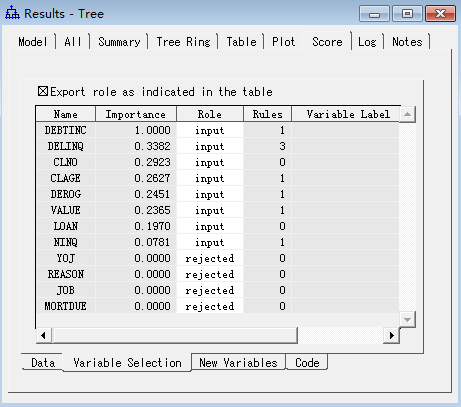 Results - Tree
Model All Summary Tree Ring Table Plot Score Log Notes
Export role as indicated in the table
Name Importance Role Rules Variable Label
DEBTINC 1.0000 input 1
DELINQ 0.3382 input 3
CLNO 0.2923 input 0
CLAGE 0.2627 input 1
DEROG 0.2451 input 1
VALUE 0.2365 input 1
LOAN 0.1970 input 0
NINQ 0.0781 input 1
YOJ 0.0000 rejected 0
REASON 0.0000 rejected 0
JOB 0.0000 rejected 0
MORTDUE 0.0000 rejected 0
Data Variable Selection New Variables Code